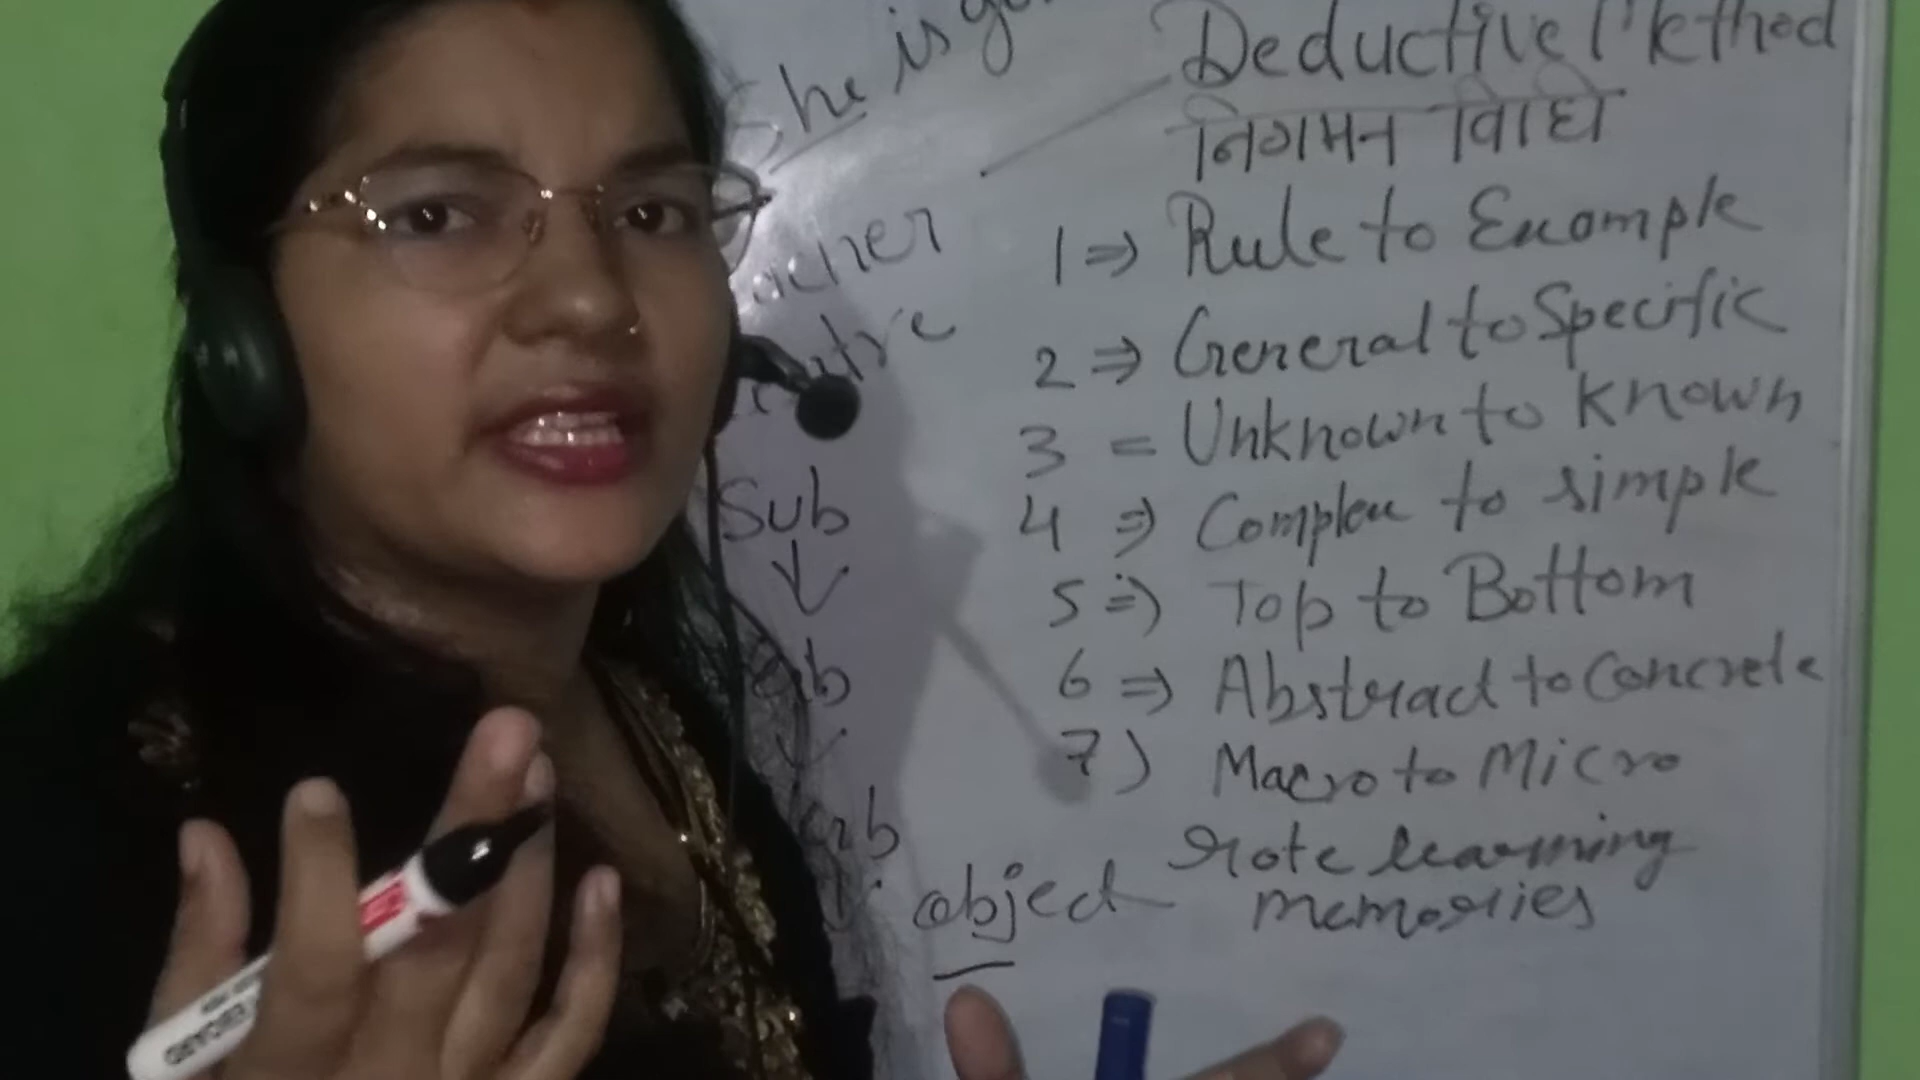 She is
Deductive Method
निगमन विधि
1 ⇒ Rule to Example
2 ⇒ General to Specific
3 = Unknown to known
4 ⇒ Complex to simple
5 ⇒ Top to Bottom
6 ⇒ Abstract to Concrete
7) Macro to Micro
rote learning
memories
Sub
↓
object